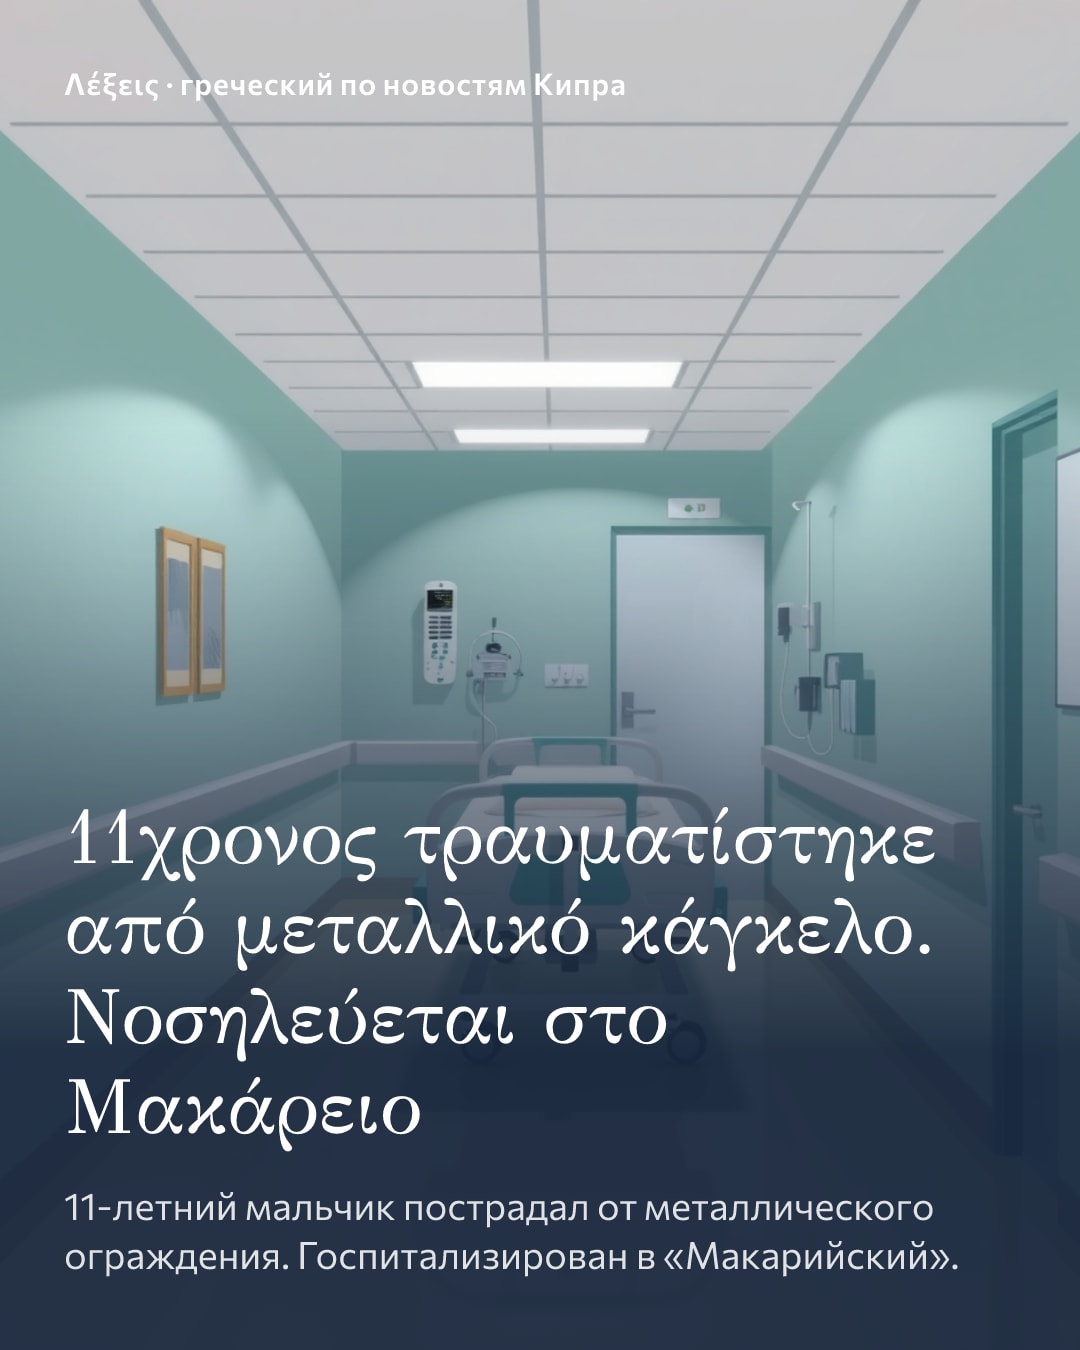 Λέξεις · греческий по новостям Кипра
11χρονος τραυματίστηκε
από μεταλλικό κάγκελο.
Νοσηλεύεται στο
Μακάρειο
11-летний мальчик пострадал от металлического
ограждения. Госпитализирован в «Макарийский».